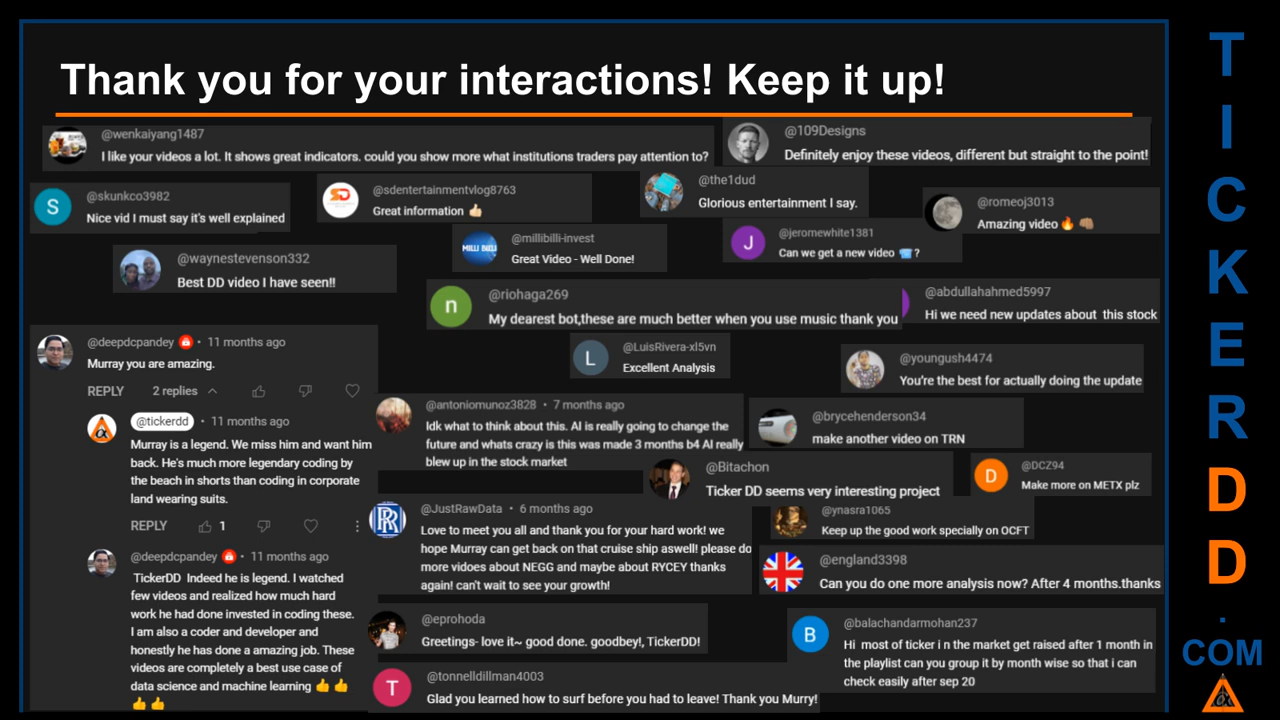 Thank you for your interactions! Keep it up!
@wenkaiyang1487
I like your videos a lot. It shows great indicators. could you show more what institutions traders pay attention to?
@109Designs
Definitely enjoy these videos, different but straight to the point!
@skunkco3982
Nice vid I must say it's well explained
@sdentertainmentvlog8763
Great information 👍🏻
@the1dud
Glorious entertainment I say.
@romeoj3013
Amazing video 🔥 👊🏽
@waynestevenson332
Best DD video I have seen!!
MILLI BILLI
@millibilli-invest
Great Video - Well Done!
J
@jeromewhite1381
Can we get a new video ?
S
n
@riohaga269
My dearest bot,these are much better when you use music thank you
@abdullahahmed5997
Hi we need new updates about this stock
@deepdcpandey • 11 months ago
Murray you are amazing.
REPLY 2 replies
@tickerdd • 11 months ago
Murray is a legend. We miss him and want him
back. He's much more legendary coding by
the beach in shorts than coding in corporate
land wearing suits.
REPLY 1
@deepdcpandey • 11 months ago
TickerDD Indeed he is legend. I watched
few videos and realized how much hard
work he had done invested in coding these.
I am also a coder and developer and
honestly he has done a amazing job. These
videos are completely a best use case of
data science and machine learning 👍 👍
👍 👍
L
@LuisRivera-xl5vn
Excellent Analysis
@youngush4474
You're the best for actually doing the update
@antoniomunoz3828 • 7 months ago
Idk what to think about this. AI is really going to change the
future and whats crazy is this was made 3 months b4 AI really
blew up in the stock market
@brycehenderson34
make another video on TRN
@Bitachon
Ticker DD seems very interesting project
D
@DCZ94
Make more on METX plz
RR
@JustRawData • 6 months ago
Love to meet you all and thank you for your hard work! we
hope Murray can get back on that cruise ship aswell! please do
more vidoes about NEGG and maybe about RYCEY thanks
again! can't wait to see your growth!
@ynasra1065
Keep up the good work specially on OCFT
@england3398
Can you do one more analysis now? After 4 months.thanks
@eprohoda
Greetings- love it~ good done. goodbey!, TickerDD!
B
@balachandarmohan237
Hi most of ticker i n the market get raised after 1 month in
the playlist can you group it by month wise so that i can
check easily after sep 20
T
@tonnelldillman4003
Glad you learned how to surf before you had to leave! Thank you Murry!
TICKERDD
.
COM